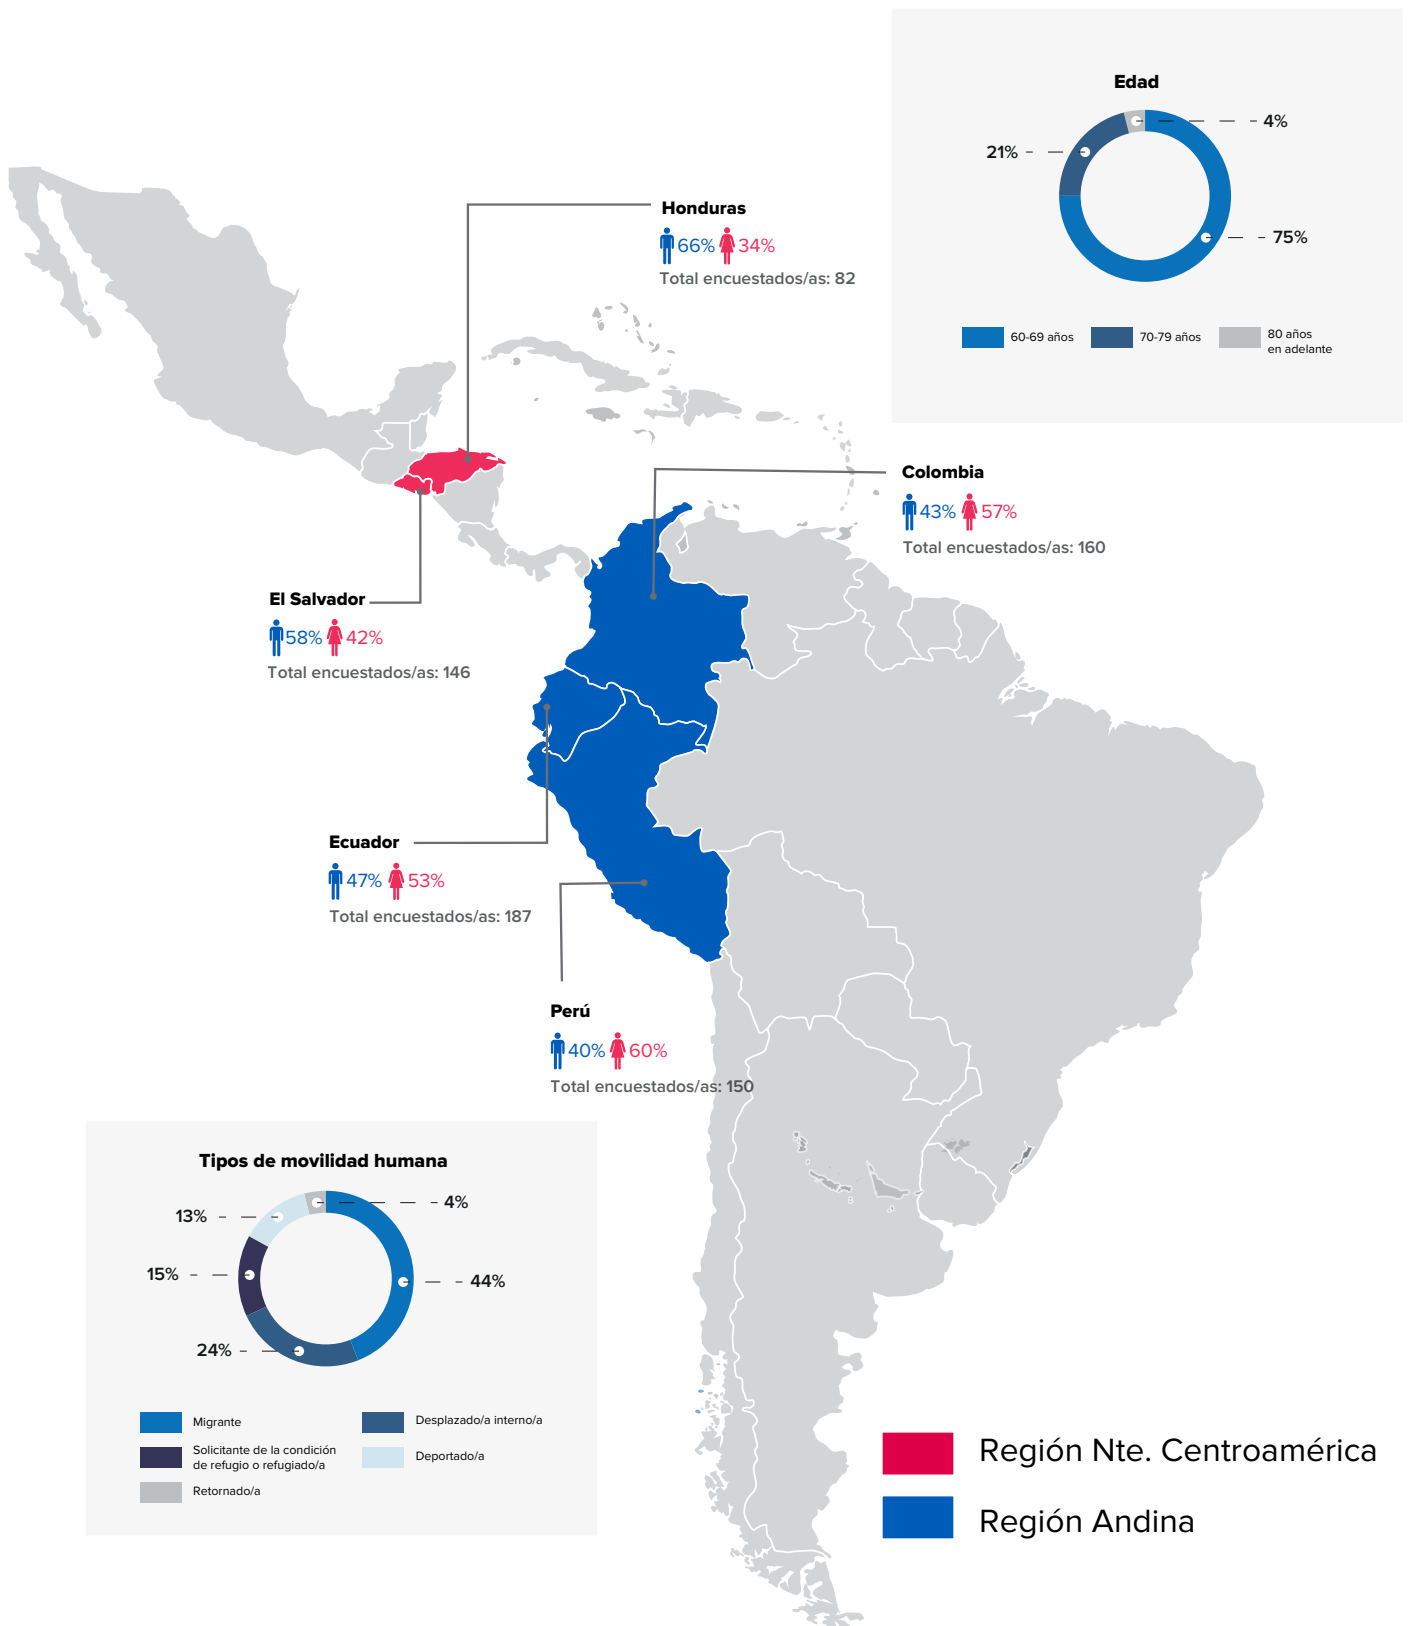 Edad
4%
21%
75%
60-69 años
70-79 años
80 años
en adelante
Honduras
66% 34%
Total encuestados/as: 82
Colombia
43% 57%
Total encuestados/as: 160
El Salvador
58% 42%
Total encuestados/as: 146
Ecuador
47% 53%
Total encuestados/as: 187
Perú
40% 60%
Total encuestados/as: 150
Tipos de movilidad humana
4%
13%
15%
44%
24%
Migrante
Desplazado/a interno/a
Solicitante de la condición
de refugio o refugiado/a
Deportado/a
Retornado/a
Región Nte. Centroamérica
Región Andina